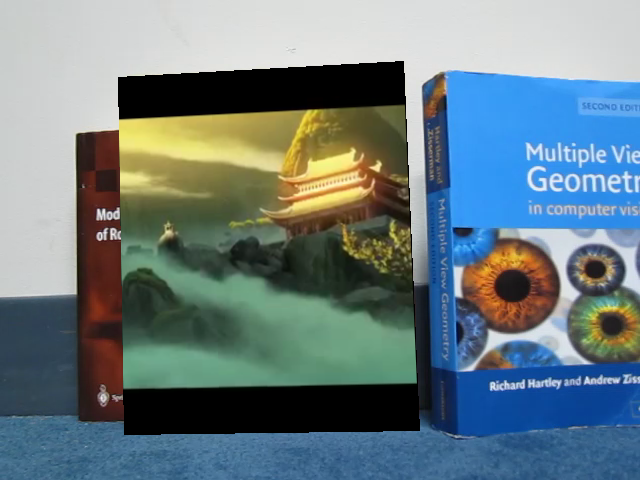 Mod
of Ro
Sp
Hartley and
Zisserman
Multiple View Geometry
SECOND EDITI
Multiple Vie
Geometr
in computer visi
Richard Hartley and Andrew Ziss